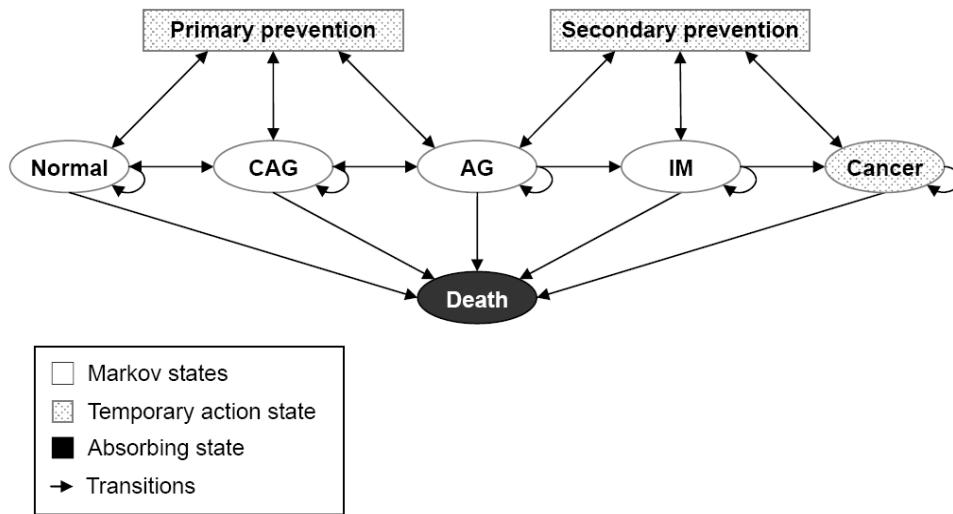 Primary prevention
Secondary prevention
Normal
CAG
AG
IM
Cancer
Death
Markov states
Temporary action state
Absorbing state
Transitions